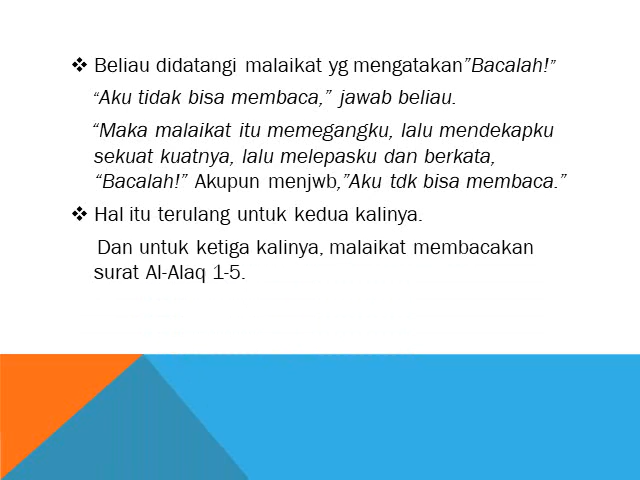 ❖ Beliau didatangi malaikat yg mengatakan”Bacalah!”
“Aku tidak bisa membaca,” jawab beliau.
“Maka malaikat itu memegangku, lalu mendekapku
sekuat kuatnya, lalu melepasku dan berkata,
“Bacalah!” Akupun menjwb,”Aku tdk bisa membaca.”
❖ Hal itu terulang untuk kedua kalinya.
Dan untuk ketiga kalinya, malaikat membacakan
surat Al-Alaq 1-5.